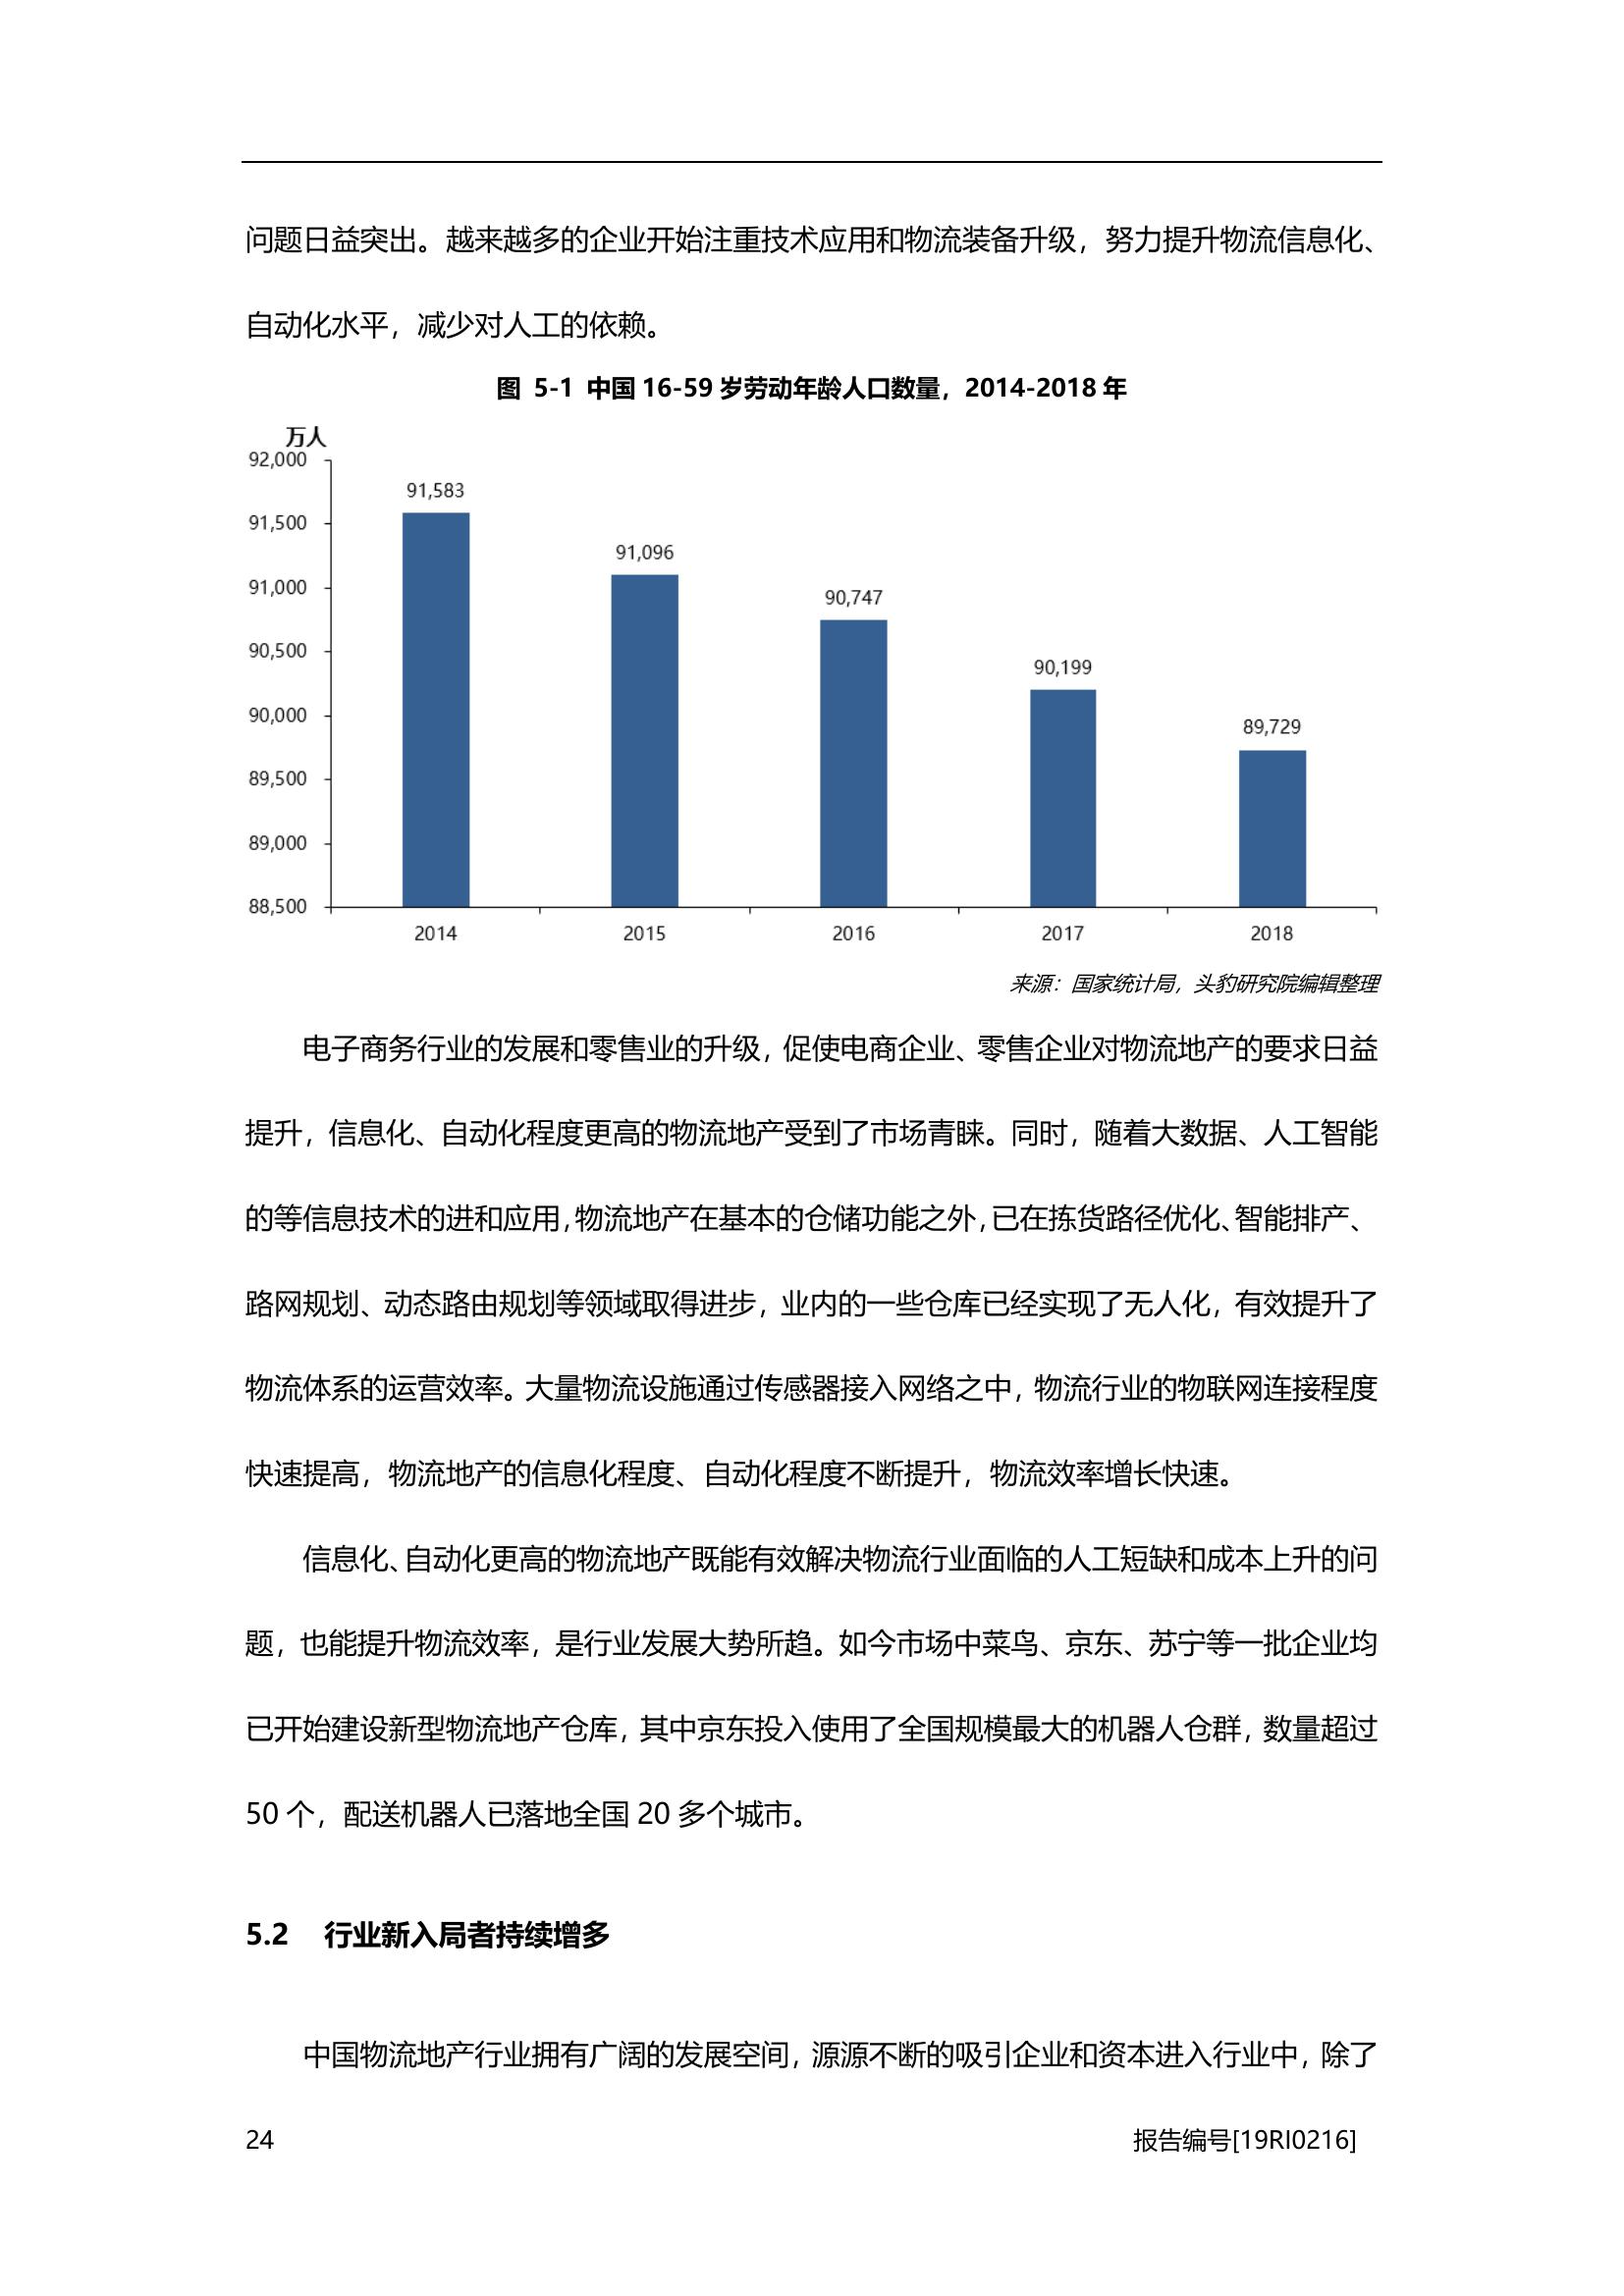 问题日益突出。越来越多的企业开始注重技术应用和物流装备升级，努力提升物流信息化、
自动化水平，减少对人工的依赖。
图 5-1 中国 16-59 岁劳动年龄人口数量，2014-2018 年
万人
92,000
91,500
91,000
90,500
90,000
89,500
89,000
88,500
91,583
91,096
90,747
90,199
89,729
2014 2015 2016 2017 2018
来源：国家统计局，头豹研究院编辑整理
电子商务行业的发展和零售业的升级，促使电商企业、零售企业对物流地产的要求日益
提升，信息化、自动化程度更高的物流地产受到了市场青睐。同时，随着大数据、人工智能
的等信息技术的进和应用，物流地产在基本的仓储功能之外，已在拣货路径优化、智能排产、
路网规划、动态路由规划等领域取得进步，业内的一些仓库已经实现了无人化，有效提升了
物流体系的运营效率。大量物流设施通过传感器接入网络之中，物流行业的物联网连接程度
快速提高，物流地产的信息化程度、自动化程度不断提升，物流效率增长快速。
信息化、自动化更高的物流地产既能有效解决物流行业面临的人工短缺和成本上升的问
题，也能提升物流效率，是行业发展大势所趋。如今市场中菜鸟、京东、苏宁等一批企业均
已开始建设新型物流地产仓库，其中京东投入使用了全国规模最大的机器人仓群，数量超过
50 个，配送机器人已落地全国 20 多个城市。
5.2 行业新入局者持续增多
中国物流地产行业拥有广阔的发展空间，源源不断的吸引企业和资本进入行业中，除了
24 报告编号[19RI0216]